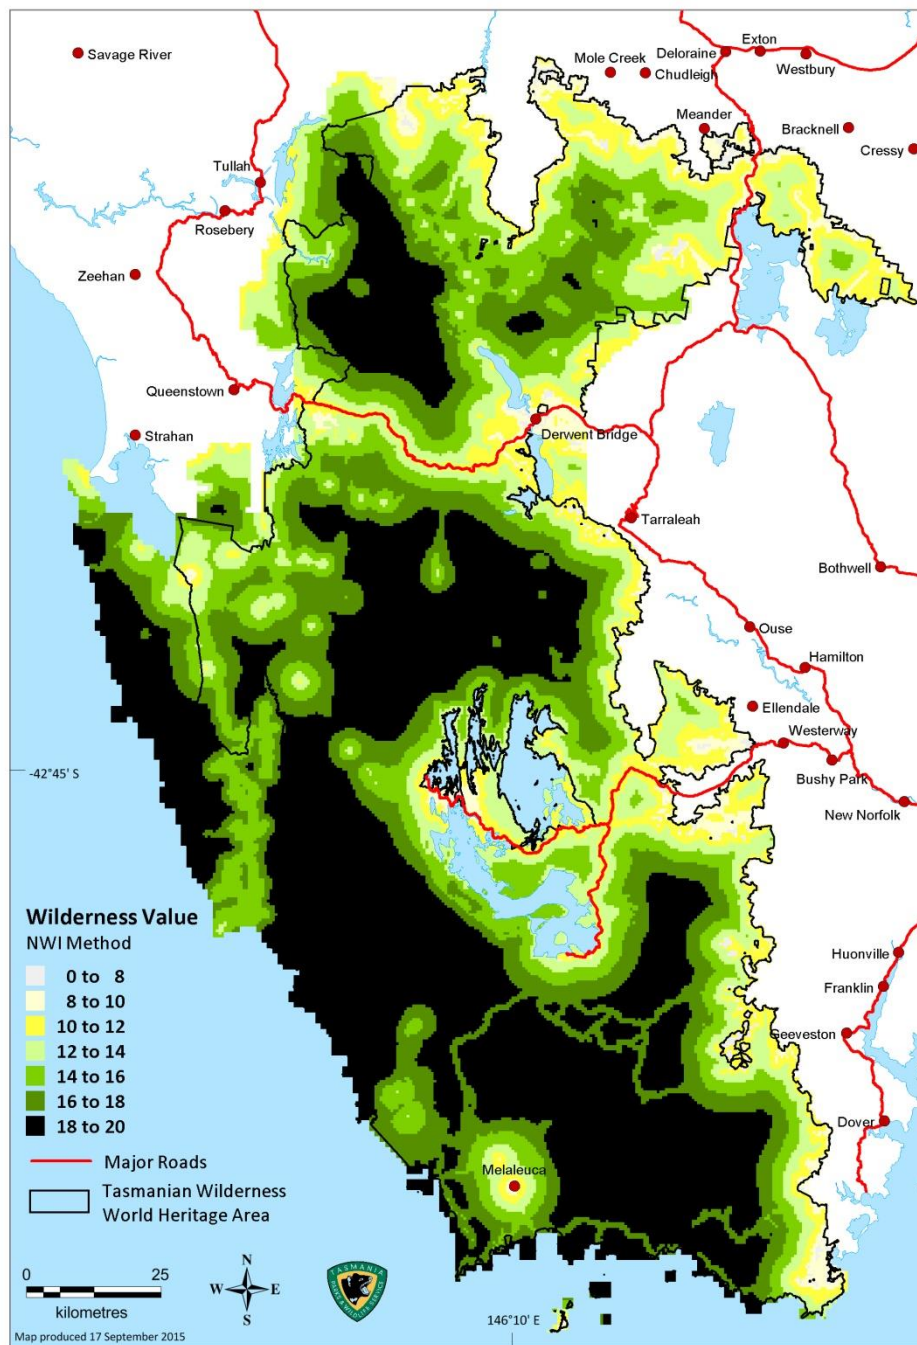 Savage River
Exton
Deloraine
Westbury
Mole Creek
Chudleigh
Meander
Bracknell
Cressy
Tullah
Rosebery
Zeehan
Queenstown
Strahan
Derwent Bridge
Tarraleah
Bothwell
Ouse
Hamilton
Ellendale
Westerway
Bushy Park
New Norfolk
-42°45' S
Wilderness Value
NWI Method
0 to 8
8 to 10
10 to 12
12 to 14
14 to 16
16 to 18
18 to 20
Major Roads
Tasmanian Wilderness
World Heritage Area
Huonville
Franklin
Geeveston
Dover
Melaleuca
0 25
kilometres
N
W E
S
TASMANIA
PARKS & WILDLIFE SERVICE
146°10' E
Map produced 17 September 2015